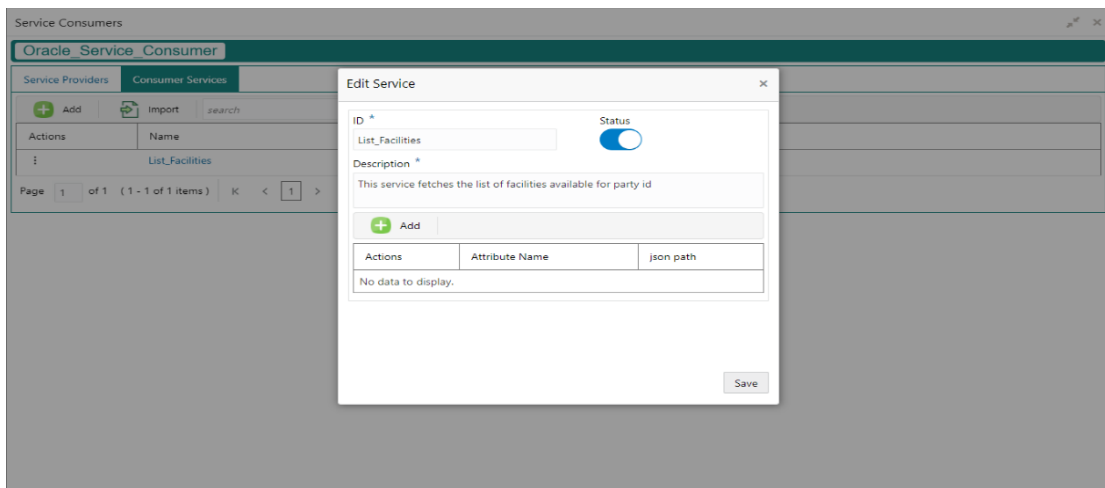 Service Consumers
Oracle_Service_Consumer
Service Providers Consumer Services
Add Import search
Actions Name
List_Facilities
Page 1 of 1 (1 - 1 of 1 items) K < 1 >
Edit Service ×
ID * Status
List_Facilities
Description *
This service fetches the list of facilities available for party id
Add
Actions Attribute Name json path
No data to display.
Save